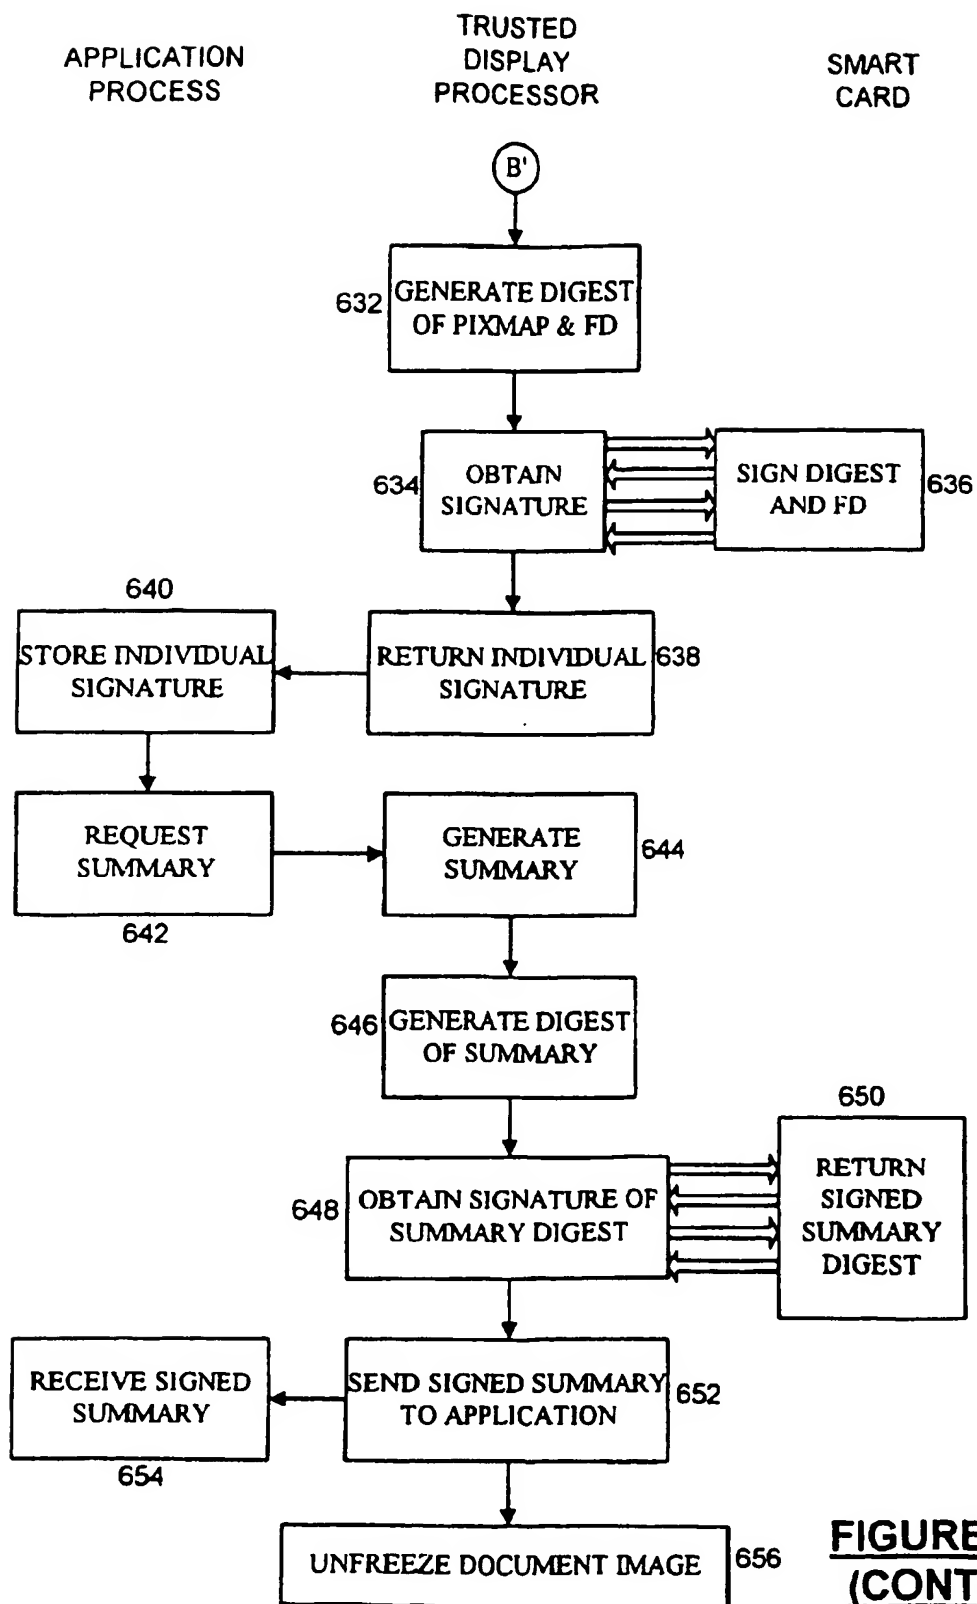 APPLICATION
PROCESS
TRUSTED
DISPLAY
PROCESSOR
SMART
CARD
B'
632
GENERATE DIGEST
OF PIXMAP & FD
634
OBTAIN
SIGNATURE
SIGN DIGEST
AND FD
636
640
STORE INDIVIDUAL
SIGNATURE
RETURN INDIVIDUAL
SIGNATURE
638
REQUEST
SUMMARY
642
GENERATE
SUMMARY
644
646
GENERATE DIGEST
OF SUMMARY
648
OBTAIN SIGNATURE OF
SUMMARY DIGEST
650
RETURN
SIGNED
SUMMARY
DIGEST
RECEIVE SIGNED
SUMMARY
654
SEND SIGNED SUMMARY
TO APPLICATION
652
UNFREEZE DOCUMENT IMAGE
656
FIGURE
(CONT